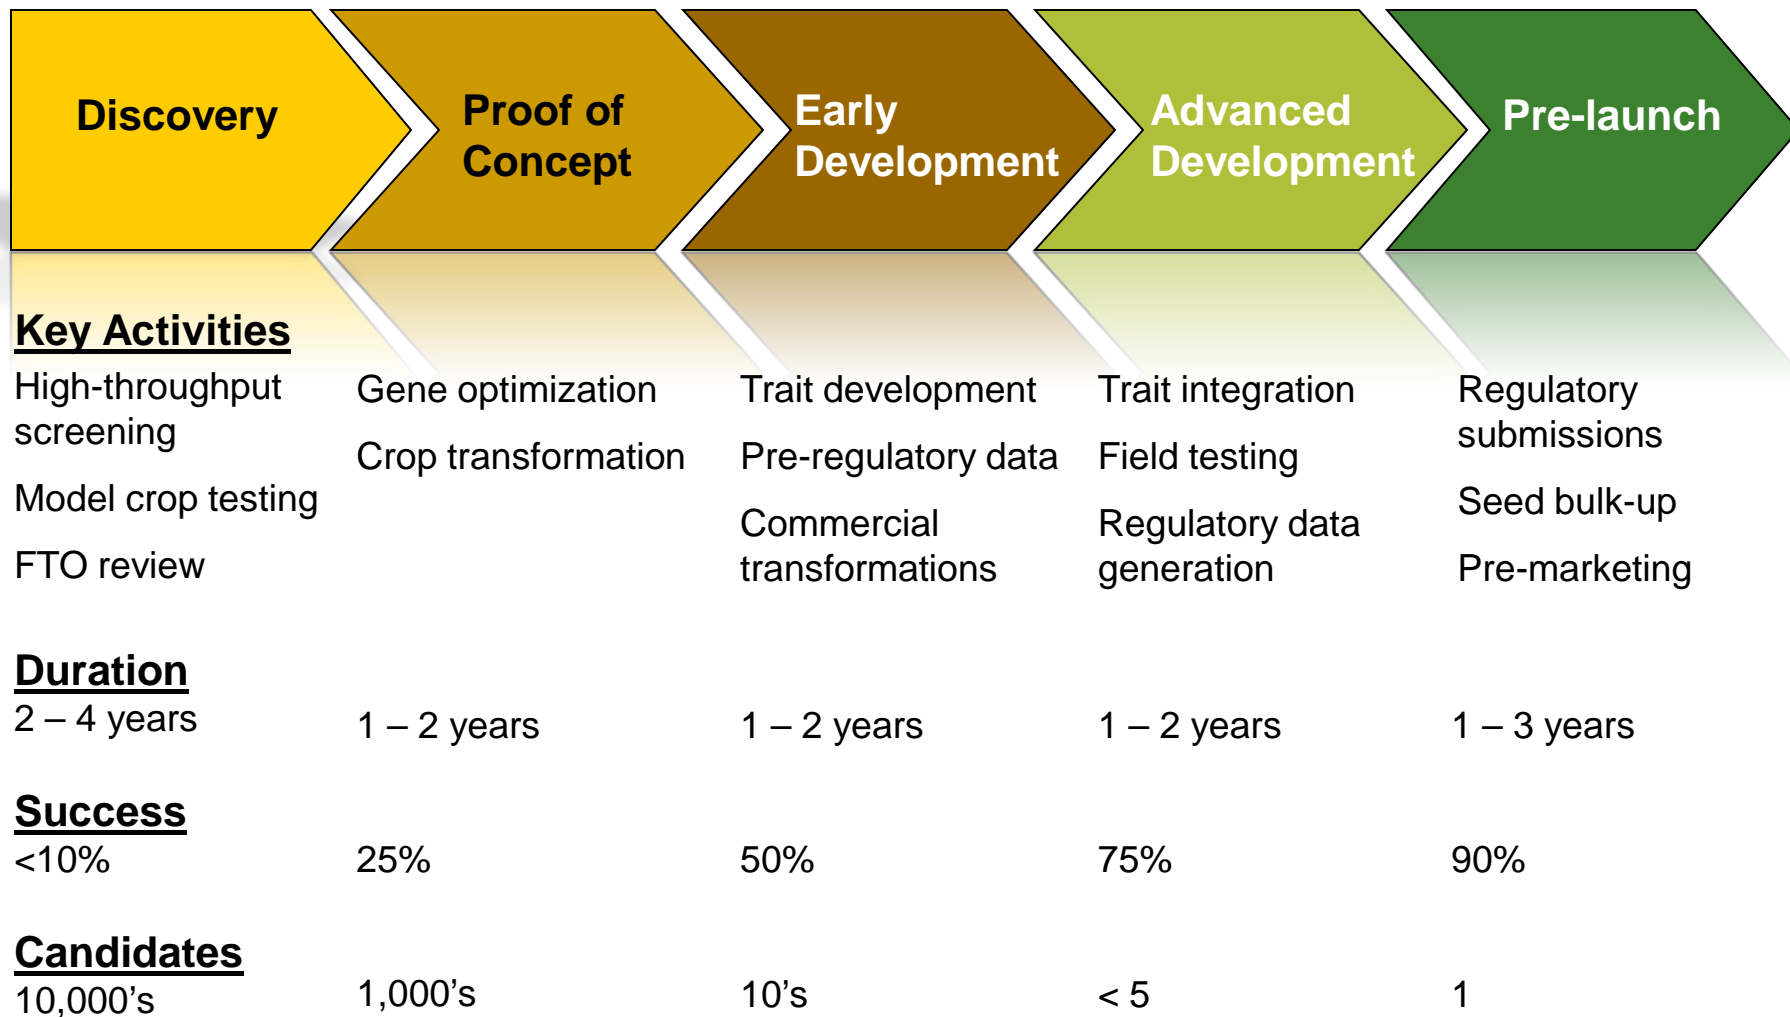 Discovery
Proof of
Concept
Early
Development
Advanced
Development
Pre-launch
Key Activities
High-throughput
screening
Model crop testing
FTO review
Gene optimization
Crop transformation
Trait development
Pre-regulatory data
Commercial
transformations
Trait integration
Field testing
Regulatory data
generation
Regulatory
submissions
Seed bulk-up
Pre-marketing
Duration
2 – 4 years
1 – 2 years
1 – 2 years
1 – 2 years
1 – 3 years
Success
<10%
25%
50%
75%
90%
Candidates
10,000’s
1,000’s
10’s
< 5
1